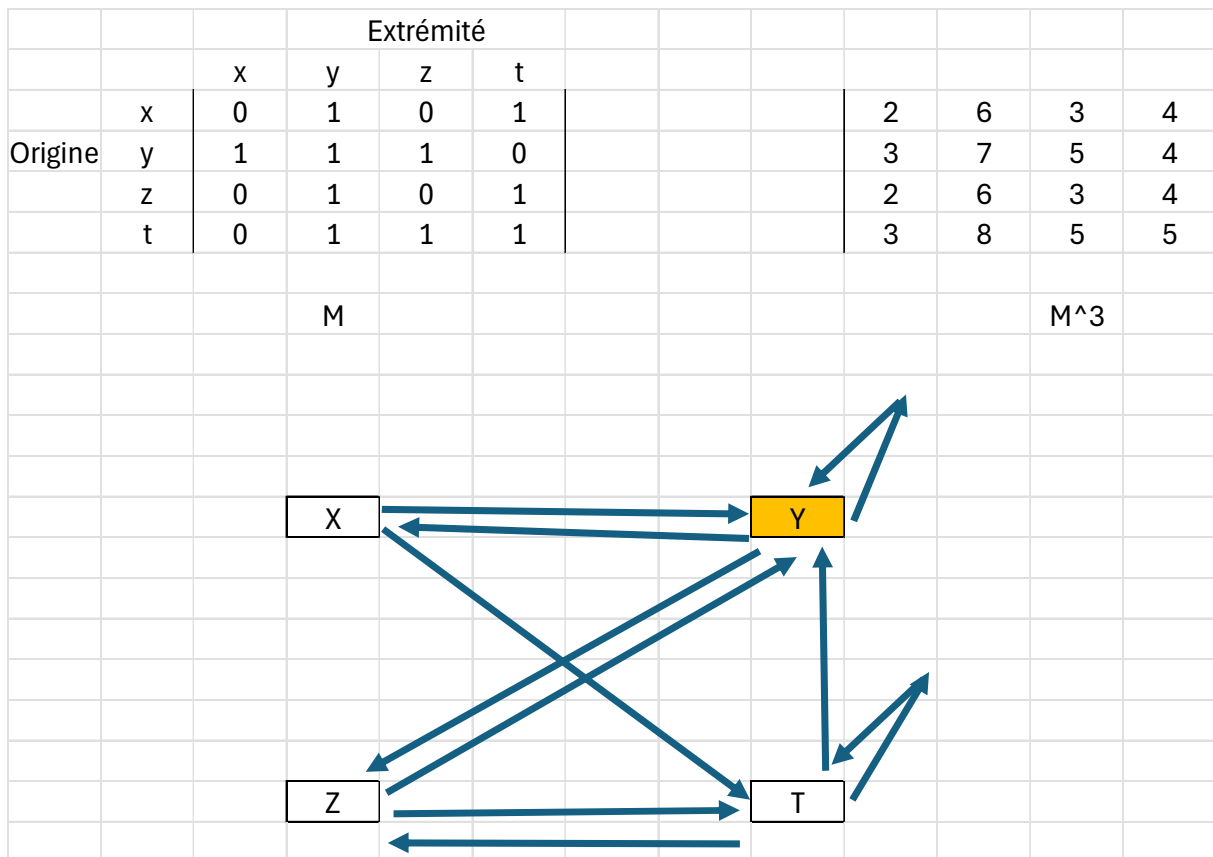 Extrémité
x y z t
x 0 1 0 1 2 6 3 4
Origine y 1 1 1 0 3 7 5 4
z 0 1 0 1 2 6 3 4
t 0 1 1 1 3 8 5 5
M M^3
X Y
Z T